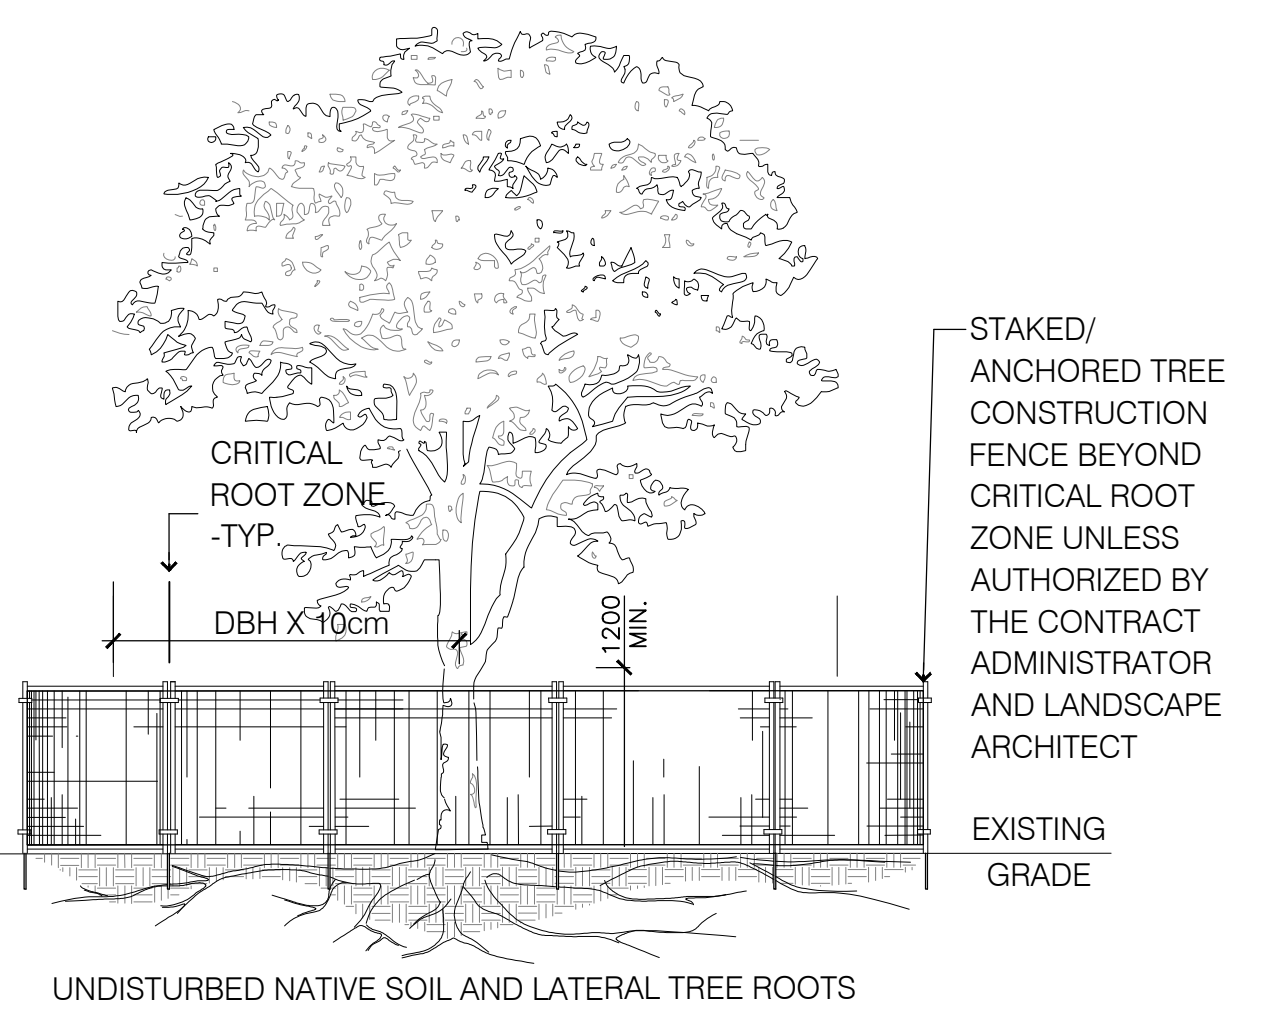 STAKED/
ANCHORED TREE
CONSTRUCTION
FENCE BEYOND
CRITICAL ROOT
ZONE UNLESS
AUTHORIZED BY
THE CONTRACT
ADMINISTRATOR
AND LANDSCAPE
ARCHITECT
CRITICAL
ROOT ZONE
-TYP.
DBH X 10cm
1200
MIN.
EXISTING
GRADE
UNDISTURBED NATIVE SOIL AND LATERAL TREE ROOTS